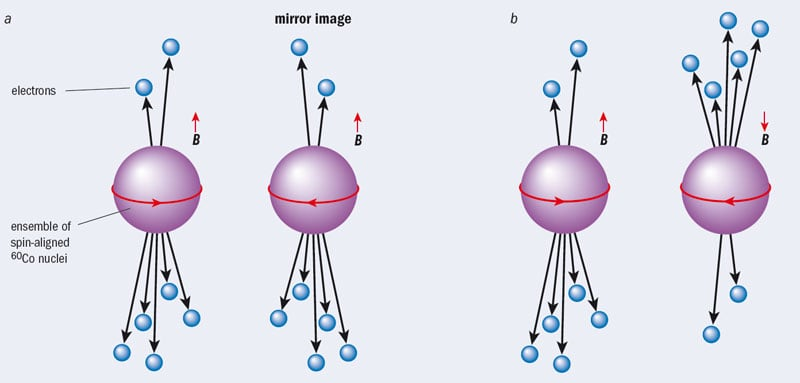 a
mirror image
b
electrons
B
B
B
B
ensemble of
spin-aligned
⁶⁰Co nuclei